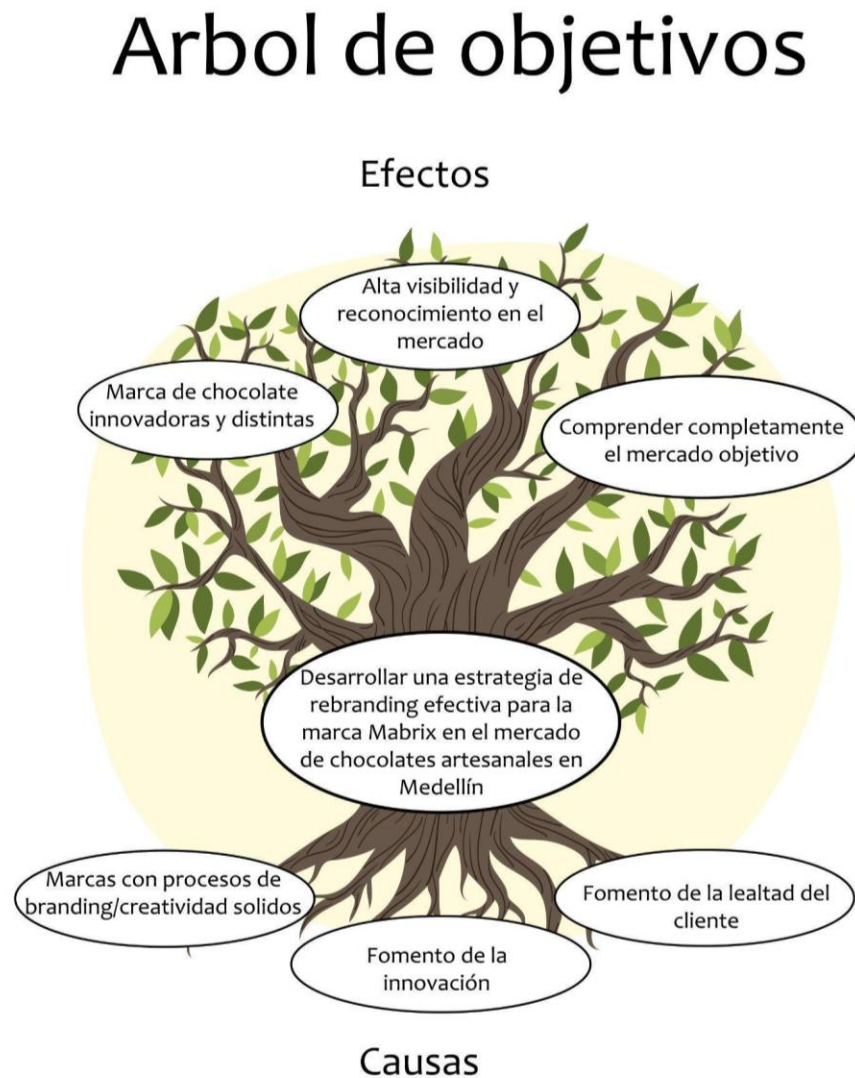 Arbol de objetivos
Efectos
Alta visibilidad y
reconocimiento en el
mercado
Marca de chocolate
innovadoras y distintas
Comprender completamente
el mercado objetivo
Desarrollar una estrategia de
rebranding efectiva para la
marca Mabrix en el mercado
de chocolates artesanales en
Medellín
Marcas con procesos de
branding/creatividad solidos
Fomento de la lealtad del
cliente
Fomento de la
innovación
Causas